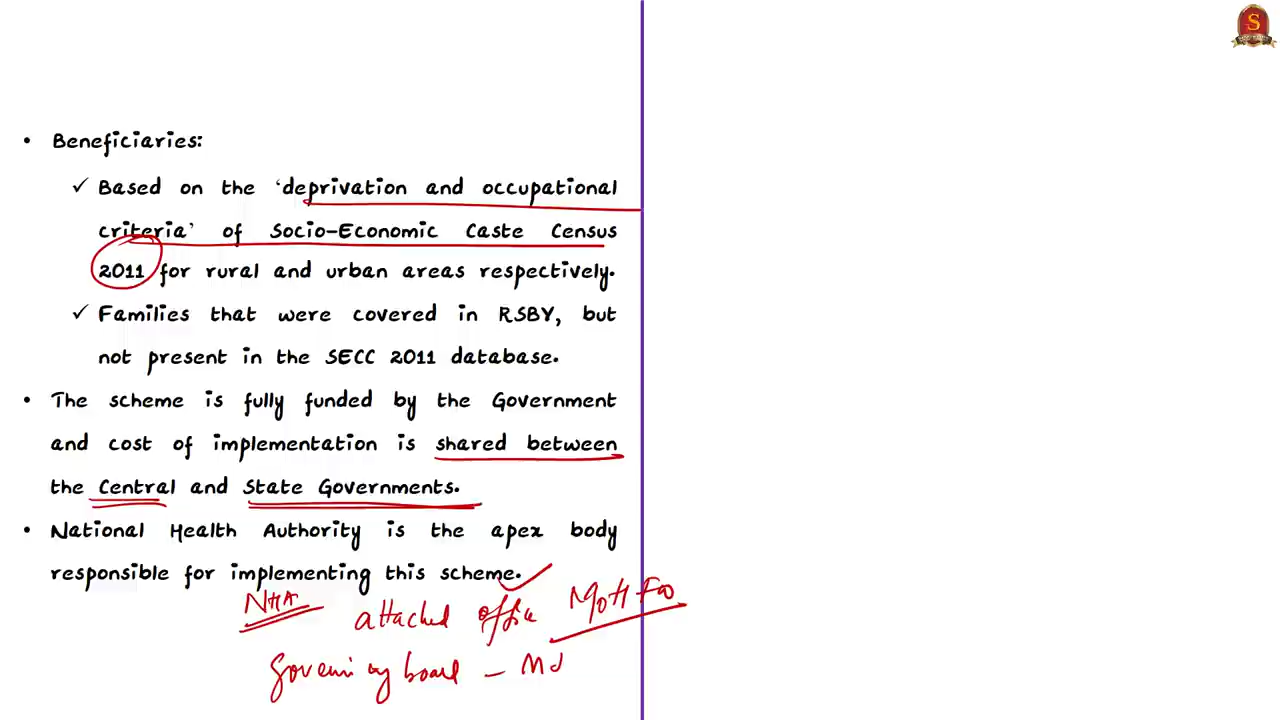 S
• Beneficiaries:
✓ Based on the ‘deprivation and occupational
criteria’ of Socio-Economic Caste Census
2011 for rural and urban areas respectively.
✓ Families that were covered in RSBY, but
not present in the SECC 2011 database.
• The scheme is fully funded by the Government
and cost of implementation is shared between
the Central and State Governments.
• National Health Authority is the apex body
responsible for implementing this scheme.
NHA attached office MoHFW
Governing board -